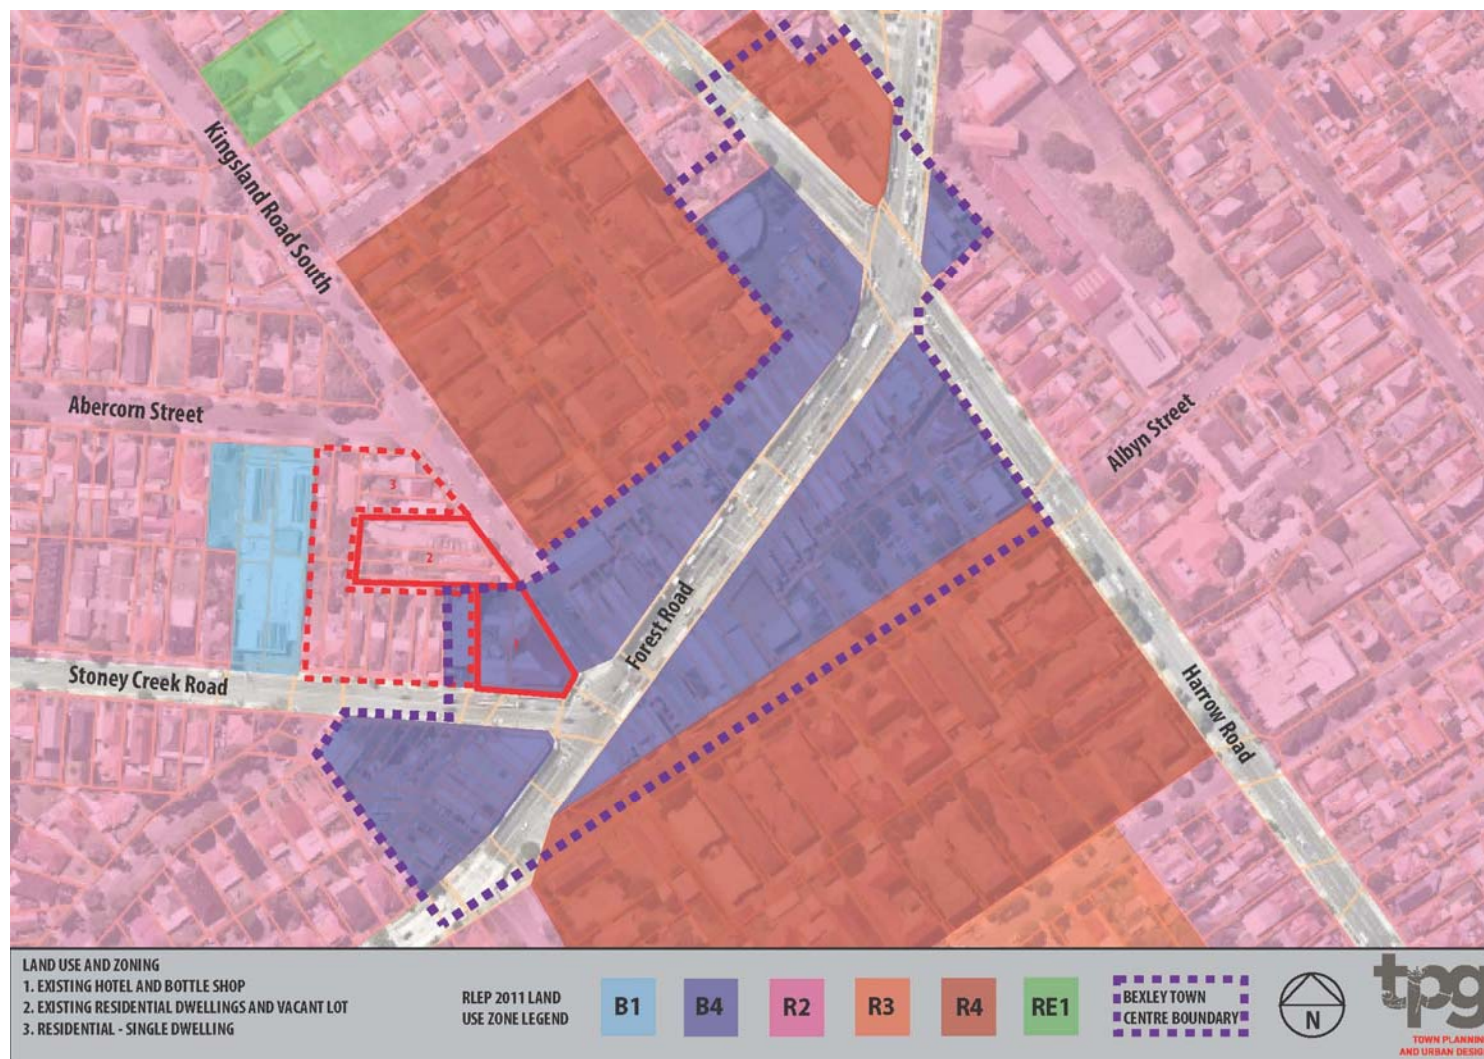 Kingsland Road South
Abercorn Street
Albyn Street
3
2
1
Forest Road
Stoney Creek Road
Harrow Road
LAND USE AND ZONING
1. EXISTING HOTEL AND BOTTLE SHOP
2. EXISTING RESIDENTIAL DWELLINGS AND VACANT LOT
3. RESIDENTIAL - SINGLE DWELLING
RLEP 2011 LAND
USE ZONE LEGEND
B1
B4
R2
R3
R4
RE1
BEXLEY TOWN
CENTRE BOUNDARY
N
tpg
TOWN PLANNI
AND URBAN DESIG